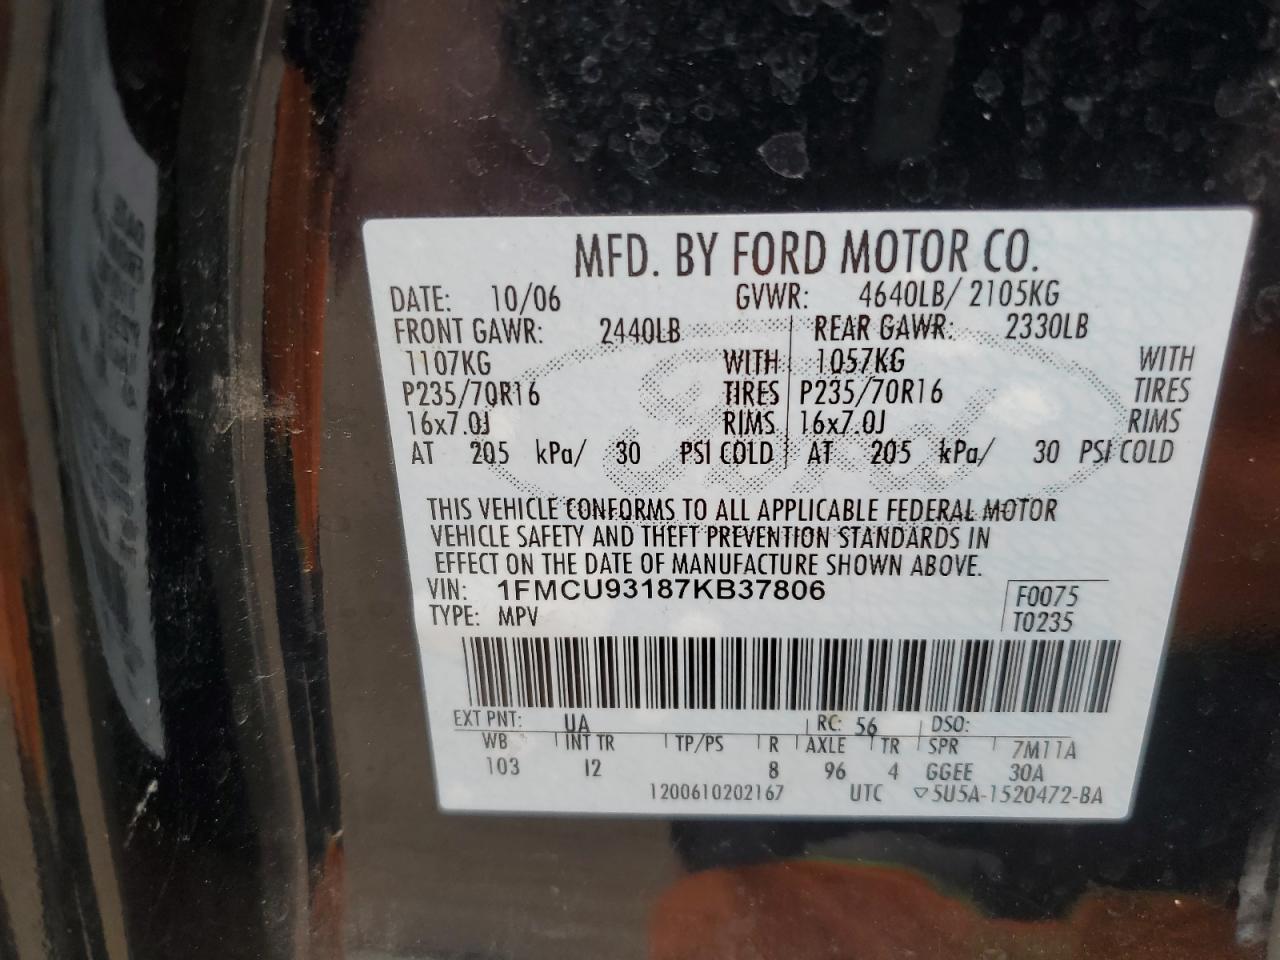 MFD. BY FORD MOTOR CO.
DATE: 10/06 GVWR: 4640LB/ 2105KG
FRONT GAWR: 2440LB REAR GAWR: 2330LB
1107KG WITH 1057KG WITH
P235/70R16 TIRES P235/70R16 TIRES
16x7.0J RIMS 16x7.0J RIMS
AT 205 kPa/ 30 PSI COLD AT 205 kPa/ 30 PSI COLD
THIS VEHICLE CONFORMS TO ALL APPLICABLE FEDERAL MOTOR
VEHICLE SAFETY AND THEFT PREVENTION STANDARDS IN
EFFECT ON THE DATE OF MANUFACTURE SHOWN ABOVE.
VIN: 1FMCU93187KB37806 F0075
TYPE: MPV T0235
EXT PNT: UA RC: 56 DSO:
WB INT TR TP/PS R AXLE TR SPR 7M11A
103 I2 8 96 4 GGEE 30A
1200610202167 UTC ▽5U5A-1520472-BA